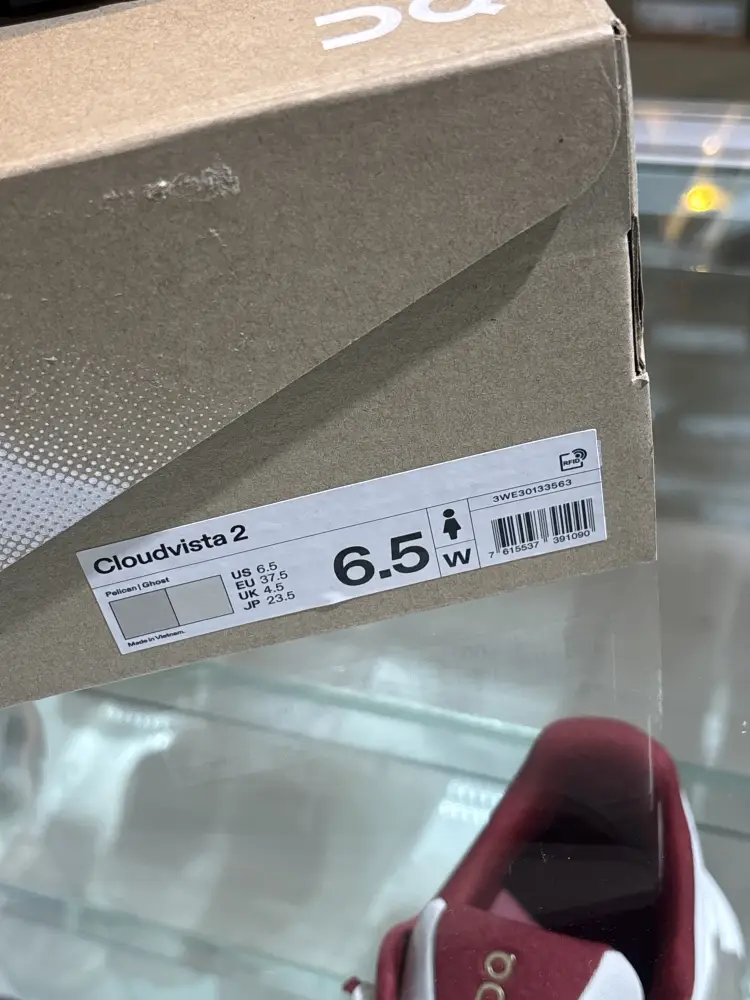 Cloudvista 2
Pelican | Ghost
US 6.5
EU 37.5
UK 4.5
JP 23.5
6.5
W
RFID
3WE30133563
7 615537 391090
Made in Vietnam.